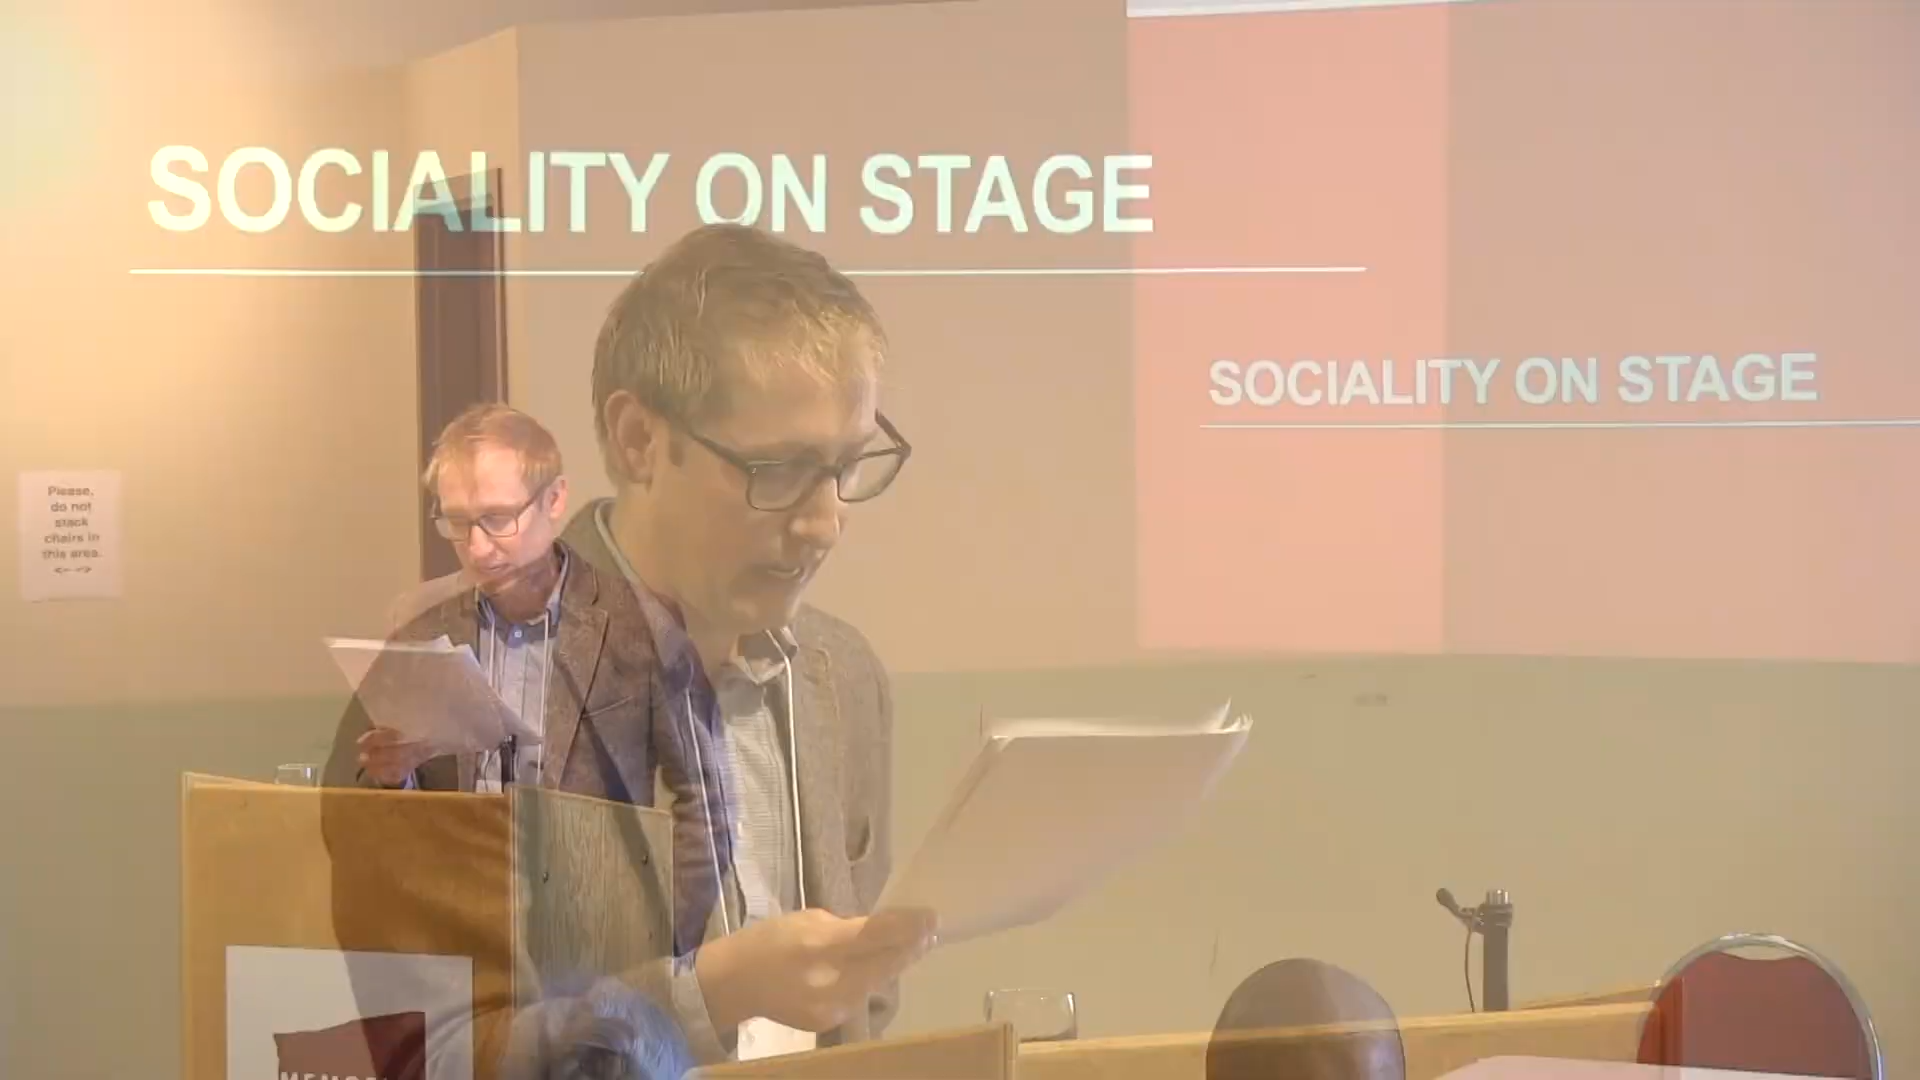 SOCIALITY ON STAGE
SOCIALITY ON STAGE
Please,
do not
stack
chairs in
this area.
<-->